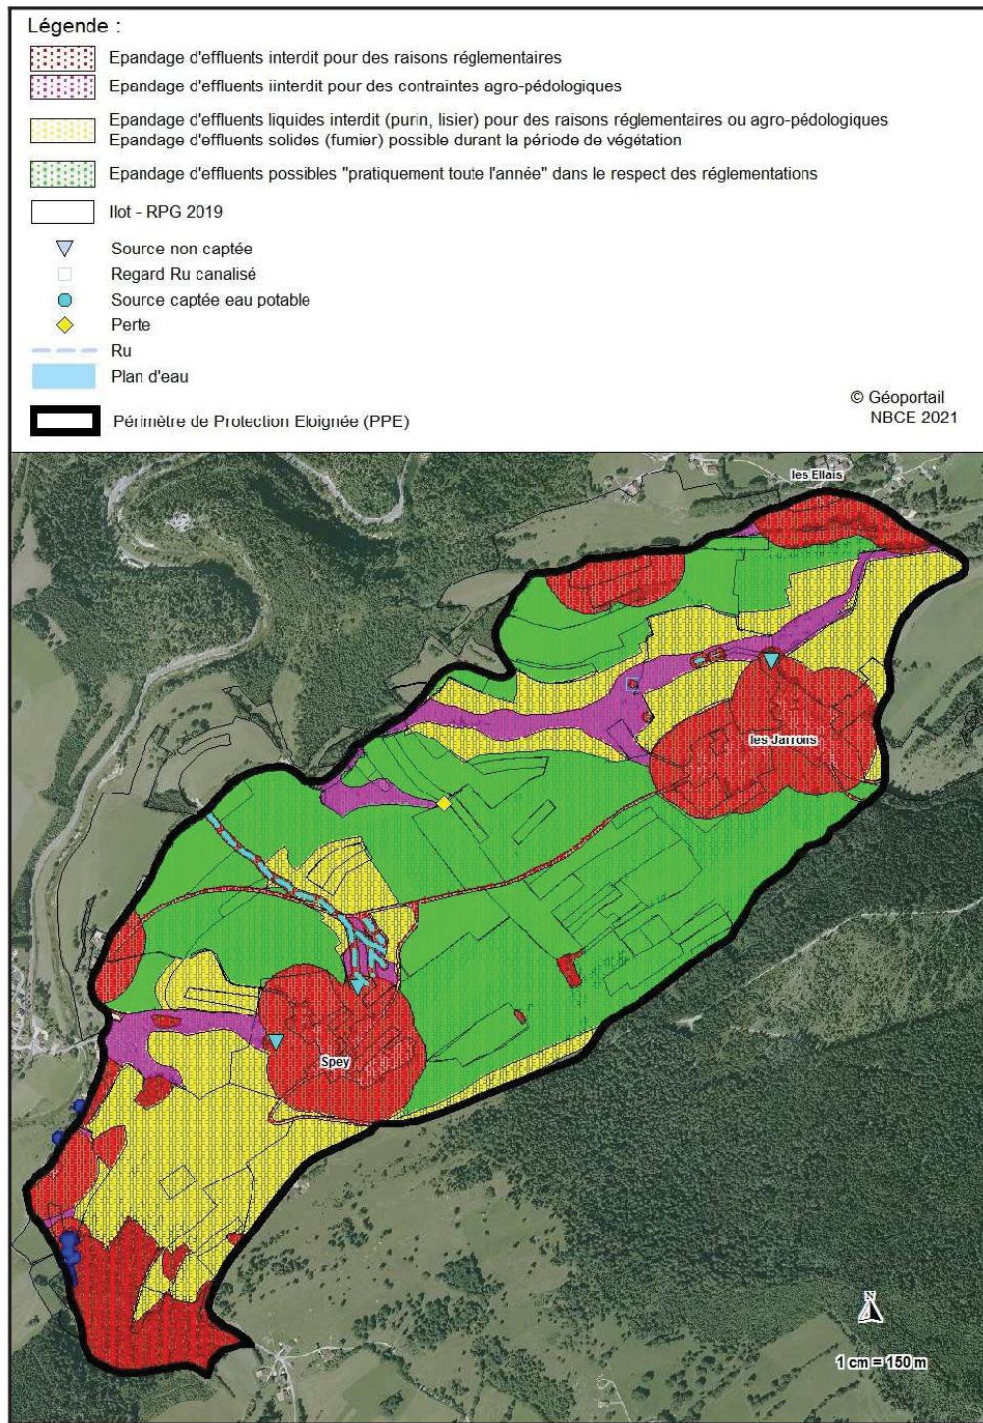 Légende :
Epandage d'effluents interdit pour des raisons réglementaires
Epandage d'effluents iinterdit pour des contraintes agro-pédologiques
Epandage d'effluents liquides interdit (purin, lisier) pour des raisons réglementaires ou agro-pédologiques
Epandage d'effluents solides (fumier) possible durant la période de végétation
Epandage d'effluents possibles "pratiquement toute l'année" dans le respect des réglementations
Ilot - RPG 2019
Source non captée
Regard Ru canalisé
Source captée eau potable
Perte
Ru
Plan d'eau
Périmètre de Protection Eloignée (PPE)
© Géoportail
NBCE 2021
les Ellais
les Jarrons
Spey
N
1 cm = 150 m